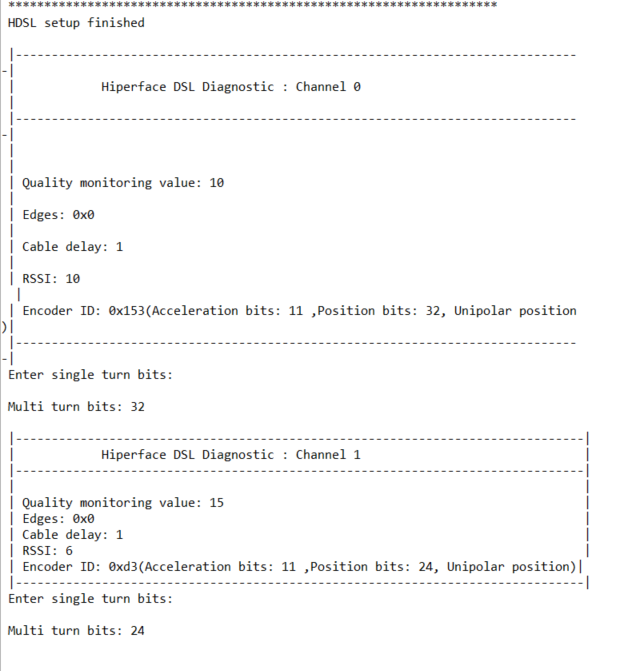 ********************************************************************
HDSL setup finished
|------------------------------------------------------------------------------
-|
|            Hiperface DSL Diagnostic : Channel 0
|
|------------------------------------------------------------------------------
-|
|
|
| Quality monitoring value: 10
|
| Edges: 0x0
|
| Cable delay: 1
|
| RSSI: 10
 |
| Encoder ID: 0x153(Acceleration bits: 11 ,Position bits: 32, Unipolar position
)|
|------------------------------------------------------------------------------
-|
Enter single turn bits:
Multi turn bits: 32
|-------------------------------------------------------------------------------|
|            Hiperface DSL Diagnostic : Channel 1                               |
|-------------------------------------------------------------------------------|
|                                                                               |
| Quality monitoring value: 15                                                  |
| Edges: 0x0                                                                    |
| Cable delay: 1                                                                |
| RSSI: 6                                                                       |
| Encoder ID: 0xd3(Acceleration bits: 11 ,Position bits: 24, Unipolar position)|
|-------------------------------------------------------------------------------|
Enter single turn bits:
Multi turn bits: 24